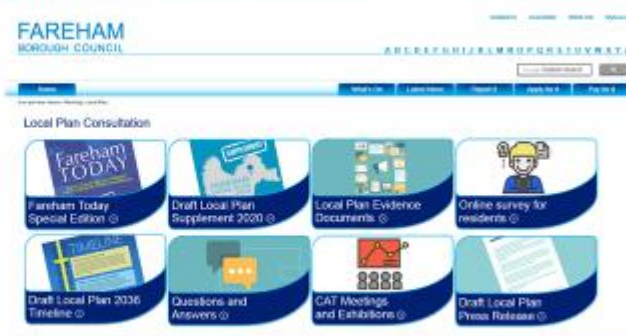 FAREHAM
BOROUGH COUNCIL
A B C D E F G H I J K L M N O P Q R S T U V W X Y
Home
What's On
Latest News
Report it
Apply for it
Pay for it
Local Plan Consultation
Fareham
TODAY
Fareham Today
Special Edition
SUPPLEMENT
Draft Local Plan
Supplement 2020
Local Plan Evidence
Documents
Online survey for
residents
TIMELINE
Draft Local Plan 2036
Timeline
Questions and
Answers
CAT Meetings
and Exhibitions
Draft Local Plan
Press Release